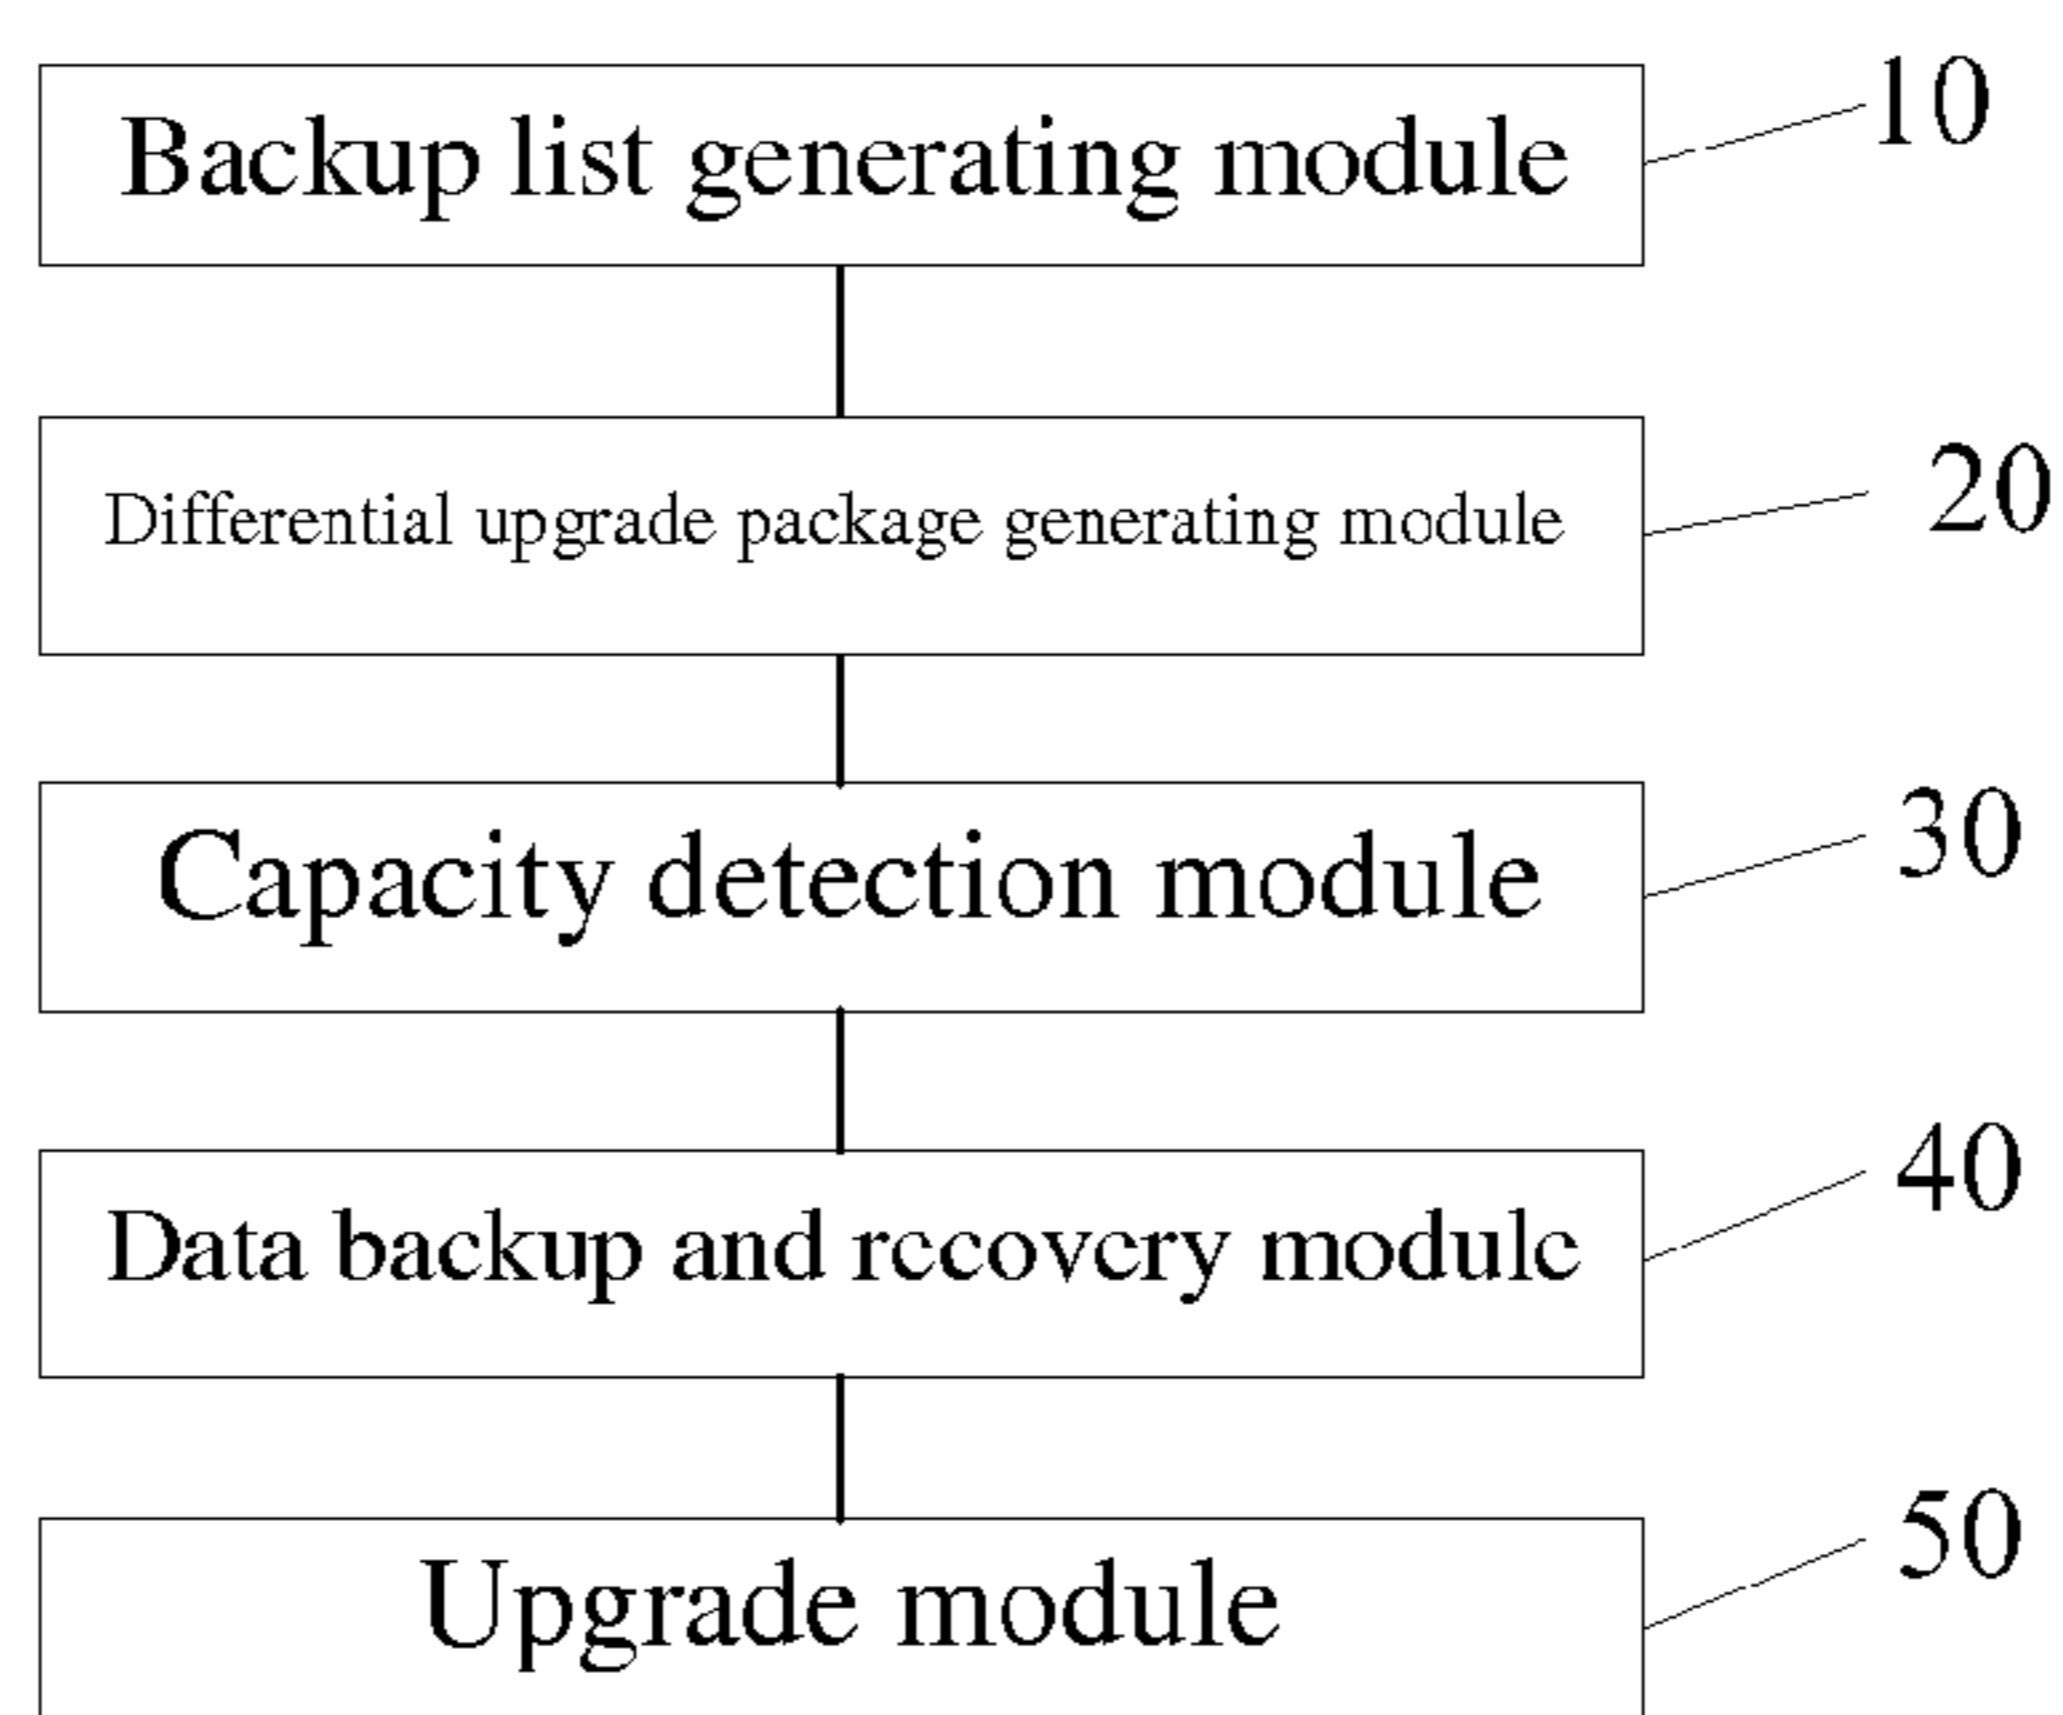 Backup list generating module
10
Differential upgrade package generating module
20
Capacity detection module
30
Data backup and recovery module
40
Upgrade module
50